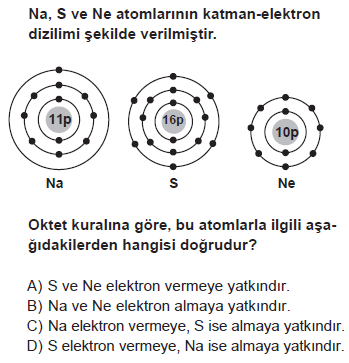 Na, S ve Ne atomlarının katman-elektron
dizilimi şekilde verilmiştir.
11p
16p
10p
Na
S
Ne
Oktet kuralına göre, bu atomlarla ilgili aşa-
ğıdakilerden hangisi doğrudur?
A) S ve Ne elektron vermeye yatkındır.
B) Na ve Ne elektron almaya yatkındır.
C) Na elektron vermeye, S ise almaya yatkındır.
D) S elektron vermeye, Na ise almaya yatkındır.